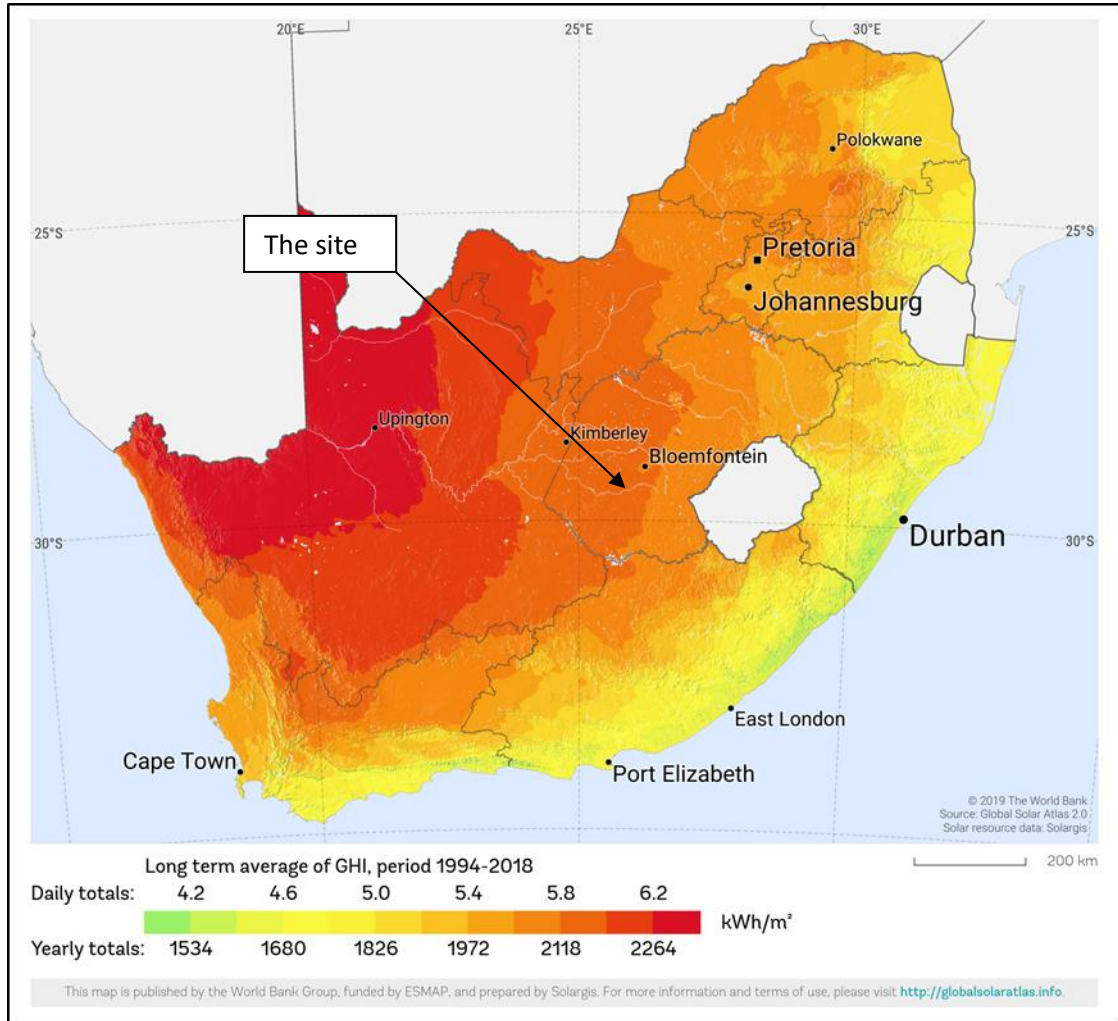 20°E
25°E
30°E
Polokwane
25°S
25°S
The site
Pretoria
Johannesburg
Upington
Kimberley
Bloemfontein
30°S
30°S
Durban
East London
Cape Town
Port Elizabeth
© 2019 The World Bank
Source: Global Solar Atlas 2.0
Solar resource data: Solargis
Long term average of GHI, period 1994-2018
200 km
Daily totals: 4.2 4.6 5.0 5.4 5.8 6.2
kWh/m²
Yearly totals: 1534 1680 1826 1972 2118 2264
This map is published by the World Bank Group, funded by ESMAP, and prepared by Solargis. For more information and terms of use, please visit http://globalsolaratlas.info.